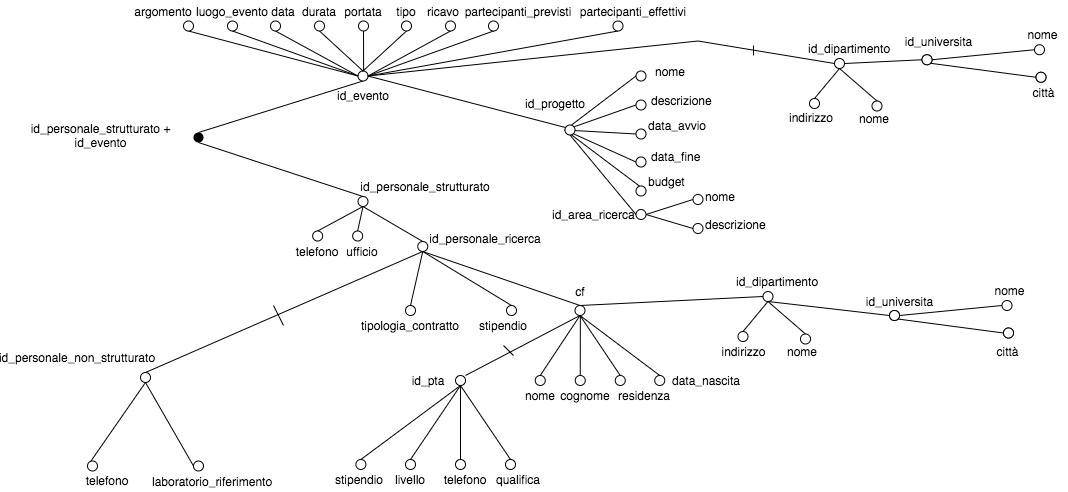 argomento luogo_evento data durata portata tipo ricavo partecipanti_previsti partecipanti_effettivi
id_evento
id_dipartimento
id_universita
nome
città
indirizzo
nome
id_personale_strutturato +
id_evento
id_progetto
nome
descrizione
data_avvio
data_fine
budget
id_area_ricerca
nome
descrizione
id_personale_strutturato
telefono ufficio
id_personale_ricerca
tipologia_contratto
stipendio
cf
id_dipartimento
id_universita
nome
città
indirizzo
nome
id_personale_non_strutturato
telefono
laboratorio_riferimento
id_pta
nome cognome residenza
data_nascita
stipendio livello telefono qualifica